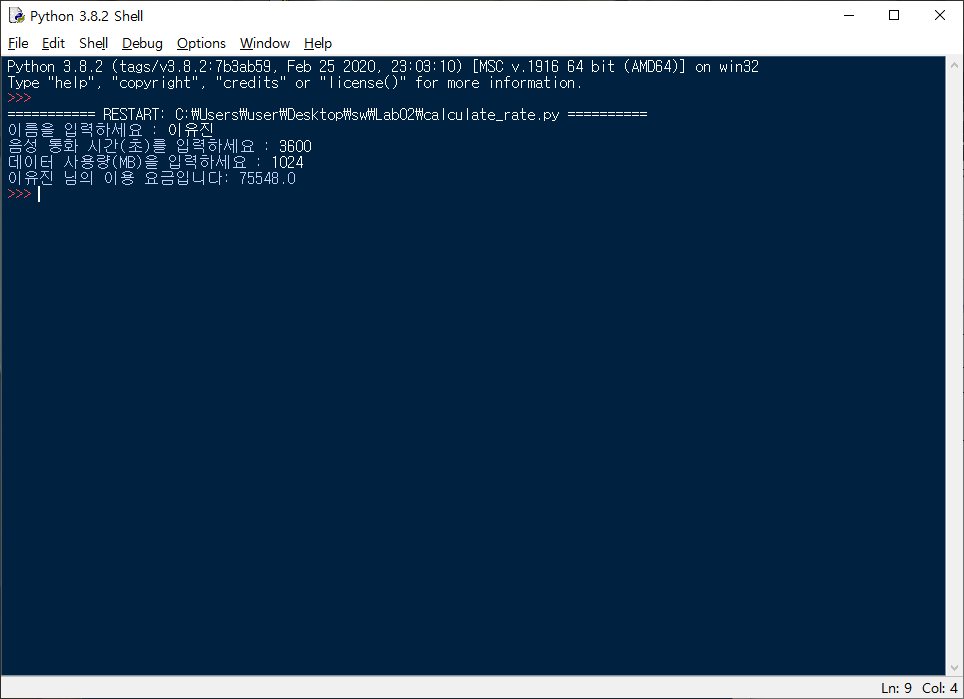 Python 3.8.2 Shell
File Edit Shell Debug Options Window Help
Python 3.8.2 (tags/v3.8.2:7b3ab59, Feb 25 2020, 23:03:10) [MSC v.1916 64 bit (AMD64)] on win32
Type "help", "copyright", "credits" or "license()" for more information.
>>>
=========== RESTART: C:₩Users₩user₩Desktop₩sw₩Lab02₩calculate_rate.py ==========
이름을 입력하세요 : 이유진
음성 통화 시간(초)를 입력하세요 : 3600
데이터 사용량(MB)을 입력하세요 : 1024
이유진 님의 이용 요금입니다: 75548.0
>>>
Ln: 9 Col: 4